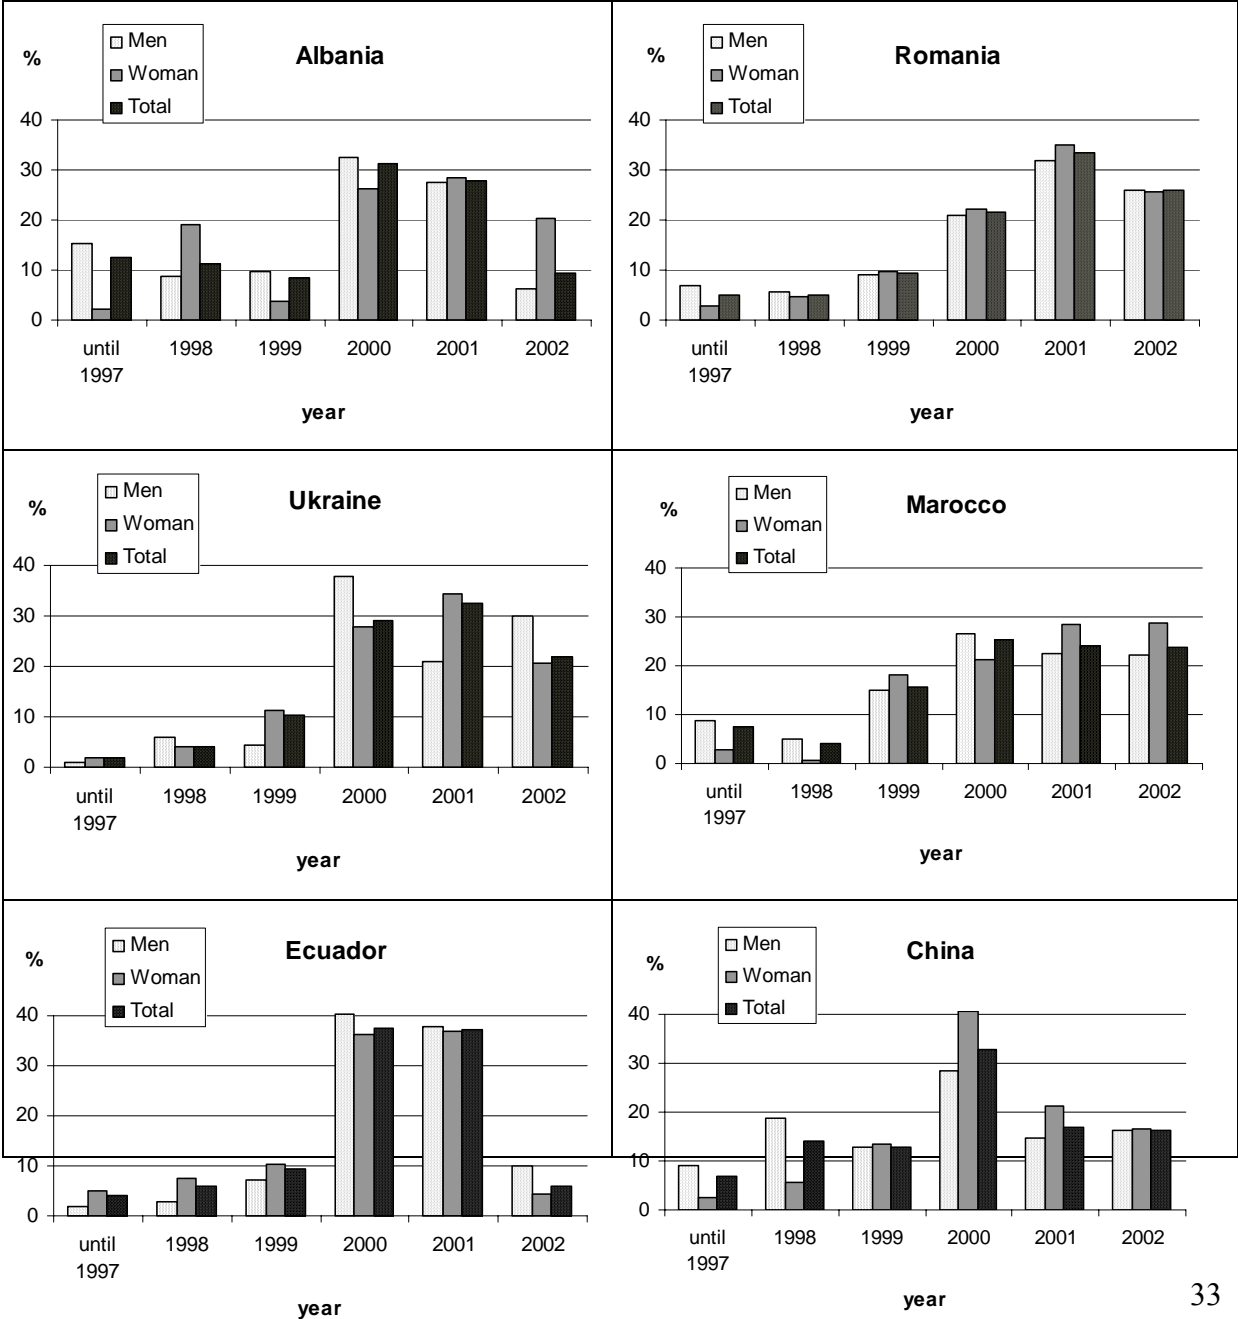 Albania
%
Men
Woman
Total
40
30
20
10
0
until
1997
1998
1999
2000
2001
2002
year
Romania
%
Men
Woman
Total
40
30
20
10
0
until
1997
1998
1999
2000
2001
2002
year
Ukraine
%
Men
Woman
Total
40
30
20
10
0
until
1997
1998
1999
2000
2001
2002
year
Marocco
%
Men
Woman
Total
40
30
20
10
0
until
1997
1998
1999
2000
2001
2002
year
Ecuador
%
Men
Woman
Total
40
30
20
10
0
until
1997
1998
1999
2000
2001
2002
year
China
%
Men
Woman
Total
40
30
20
10
0
until
1997
1998
1999
2000
2001
2002
year
33